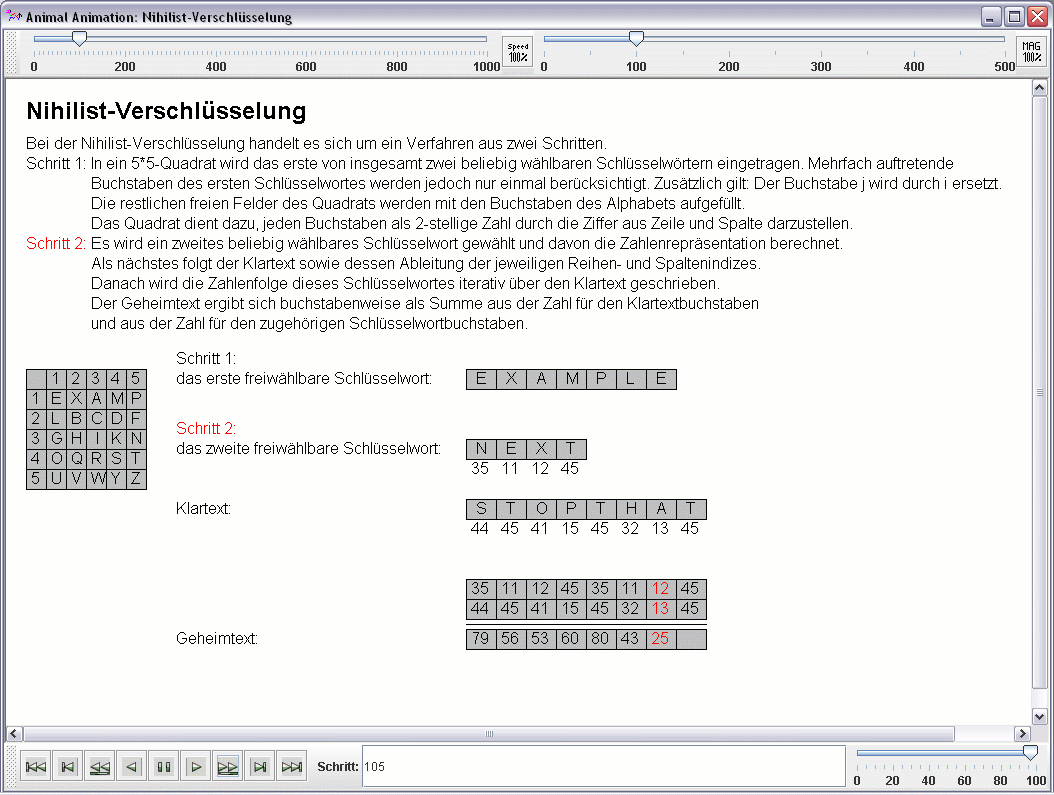 Animal Animation: Nihilist-Verschlüsselung
0 200 400 600 800 1000 Speed 100% 0 100 200 300 400 500 MAG 100%
Nihilist-Verschlüsselung
Bei der Nihilist-Verschlüsselung handelt es sich um ein Verfahren aus zwei Schritten.
Schritt 1: In ein 5*5-Quadrat wird das erste von insgesamt zwei beliebig wählbaren Schlüsselwörtern eingetragen. Mehrfach auftretende
Buchstaben des ersten Schlüsselwortes werden jedoch nur einmal berücksichtigt. Zusätzlich gilt: Der Buchstabe j wird durch i ersetzt.
Die restlichen freien Felder des Quadrats werden mit den Buchstaben des Alphabets aufgefüllt.
Das Quadrat dient dazu, jeden Buchstaben als 2-stellige Zahl durch die Ziffer aus Zeile und Spalte darzustellen.
Schritt 2: Es wird ein zweites beliebig wählbares Schlüsselwort gewählt und davon die Zahlenrepräsentation berechnet.
Als nächstes folgt der Klartext sowie dessen Ableitung der jeweiligen Reihen- und Spaltenindizes.
Danach wird die Zahlenfolge dieses Schlüsselwortes iterativ über den Klartext geschrieben.
Der Geheimtext ergibt sich buchstabenweise als Summe aus der Zahl für den Klartextbuchstaben
und aus der Zahl für den zugehörigen Schlüsselwortbuchstaben.
1 2 3 4 5
1 E X A M P
2 L B C D F
3 G H I K N
4 O Q R S T
5 U V W Y Z
Schritt 1:
das erste freiwählbare Schlüsselwort: E X A M P L E
Schritt 2:
das zweite freiwählbare Schlüsselwort: N E X T
35 11 12 45
Klartext: S T O P T H A T
44 45 41 15 45 32 13 45
35 11 12 45 35 11 12 45
44 45 41 15 45 32 13 45
Geheimtext: 79 56 53 60 80 43 25
Schritt: 105
0 20 40 60 80 100